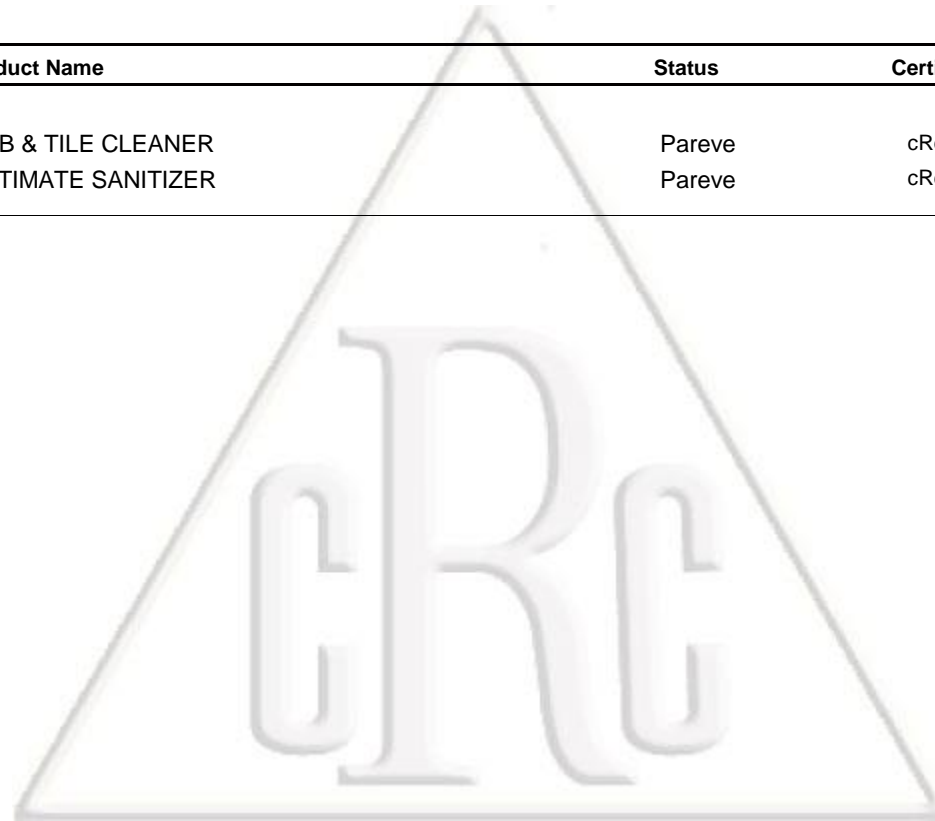 duct Name Status Cert
B & TILE CLEANER Pareve cR
TIMATE SANITIZER Pareve cR
cRc